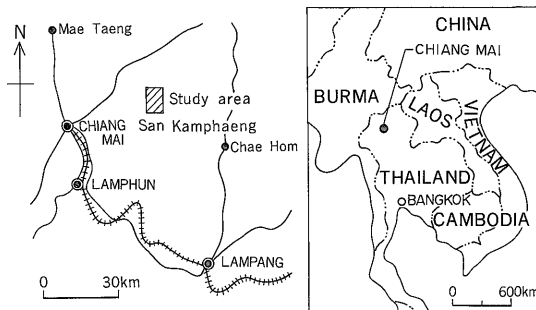 N
Mae Taeng
Study area
San Kamphaeng
CHIANG
MAI
Chae Hom
LAMPHUN
LAMPANG
0 30km
CHINA
CHIANG MAI
BURMA
LAOS
VIETNAM
THAILAND
BANGKOK
CAMBODIA
0 600km